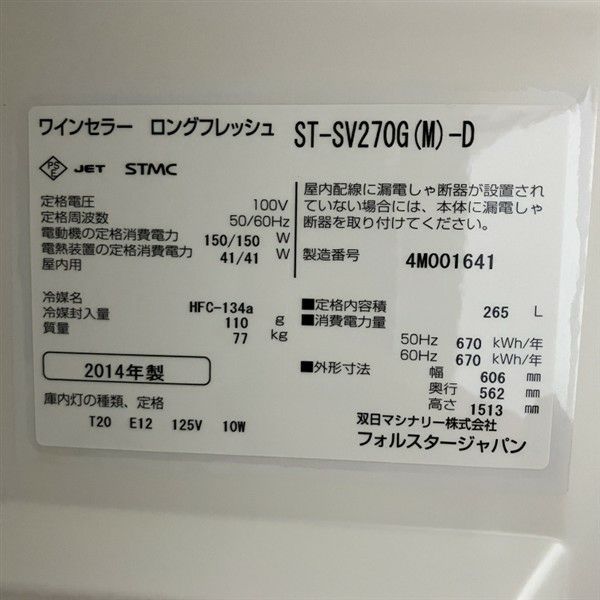 ワインセラー ロングフレッシュ ST-SV270G(M)-D
PS E JET STMC
定格電圧 100V
定格周波数 50/60Hz
電動機の定格消費電力 150/150 W
電熱装置の定格消費電力 41/41 W
屋内用
屋内配線に漏電しゃ断器が設置され
ていない場合には、本体に漏電しゃ
断器を取り付けてください。
製造番号 4M001641
冷媒名 HFC-134a
冷媒封入量 110 g
質量 77 kg
2014年製
庫内灯の種類、定格
T20 E12 125V 10W
■定格内容積 265 L
■消費電力量
50Hz 670 kWh/年
60Hz 670 kWh/年
■外形寸法 幅 606 mm
奥行 562 mm
高さ 1513 mm
双日マシナリー株式会社
フォルスタージャパン